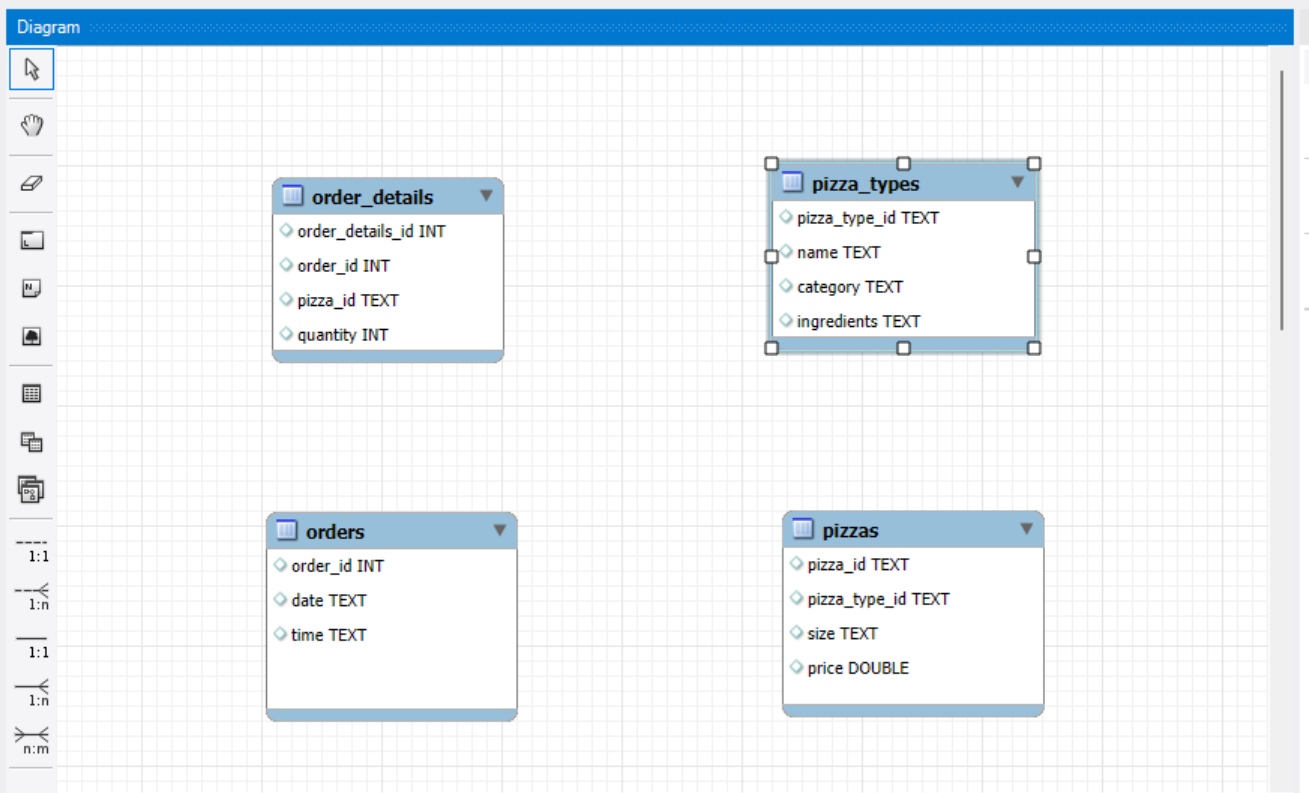 Diagram
order_details
order_details_id INT
order_id INT
pizza_id TEXT
quantity INT
pizza_types
pizza_type_id TEXT
name TEXT
category TEXT
ingredients TEXT
orders
order_id INT
date TEXT
time TEXT
pizzas
pizza_id TEXT
pizza_type_id TEXT
size TEXT
price DOUBLE
1:1
1:n
1:1
1:n
n:m